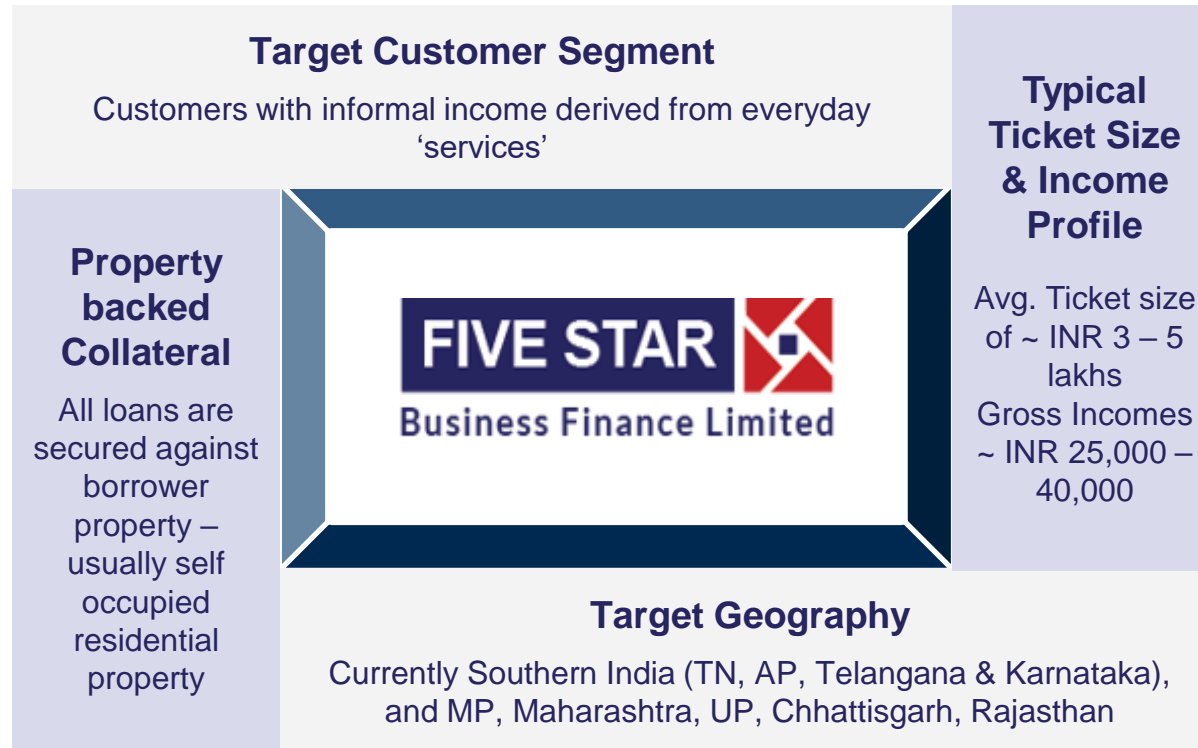 Target Customer Segment
Customers with informal income derived from everyday
‘services’
Typical
Ticket Size
& Income
Profile
Avg. Ticket size
of ~ INR 3 – 5
lakhs
Gross Incomes
~ INR 25,000 –
40,000
Property
backed
Collateral
All loans are
secured against
borrower
property –
usually self
occupied
residential
property
FIVE STAR
Business Finance Limited
Target Geography
Currently Southern India (TN, AP, Telangana & Karnataka),
and MP, Maharashtra, UP, Chhattisgarh, Rajasthan